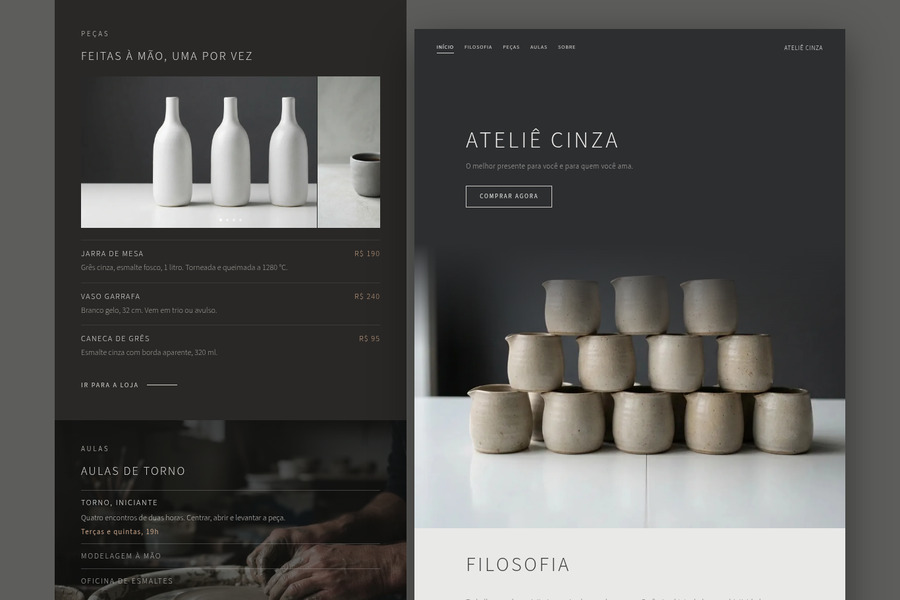 PEÇAS
FEITAS À MÃO, UMA POR VEZ
JARRA DE MESA
R$ 190
Grês cinza, esmalte fosco, 1 litro. Torneada e queimada a 1280 °C.
VASO GARRAFA
R$ 240
Branco gelo, 32 cm. Vem em trio ou avulso.
CANECA DE GRÊS
R$ 95
Esmalte cinza com borda aparente, 320 ml.
IR PARA A LOJA
AULAS
AULAS DE TORNO
TORNO, INICIANTE
Quatro encontros de duas horas. Centrar, abrir e levantar a peça.
Terças e quintas, 19h
MODELAGEM À MÃO
OFICINA DE ESMALTES
INÍCIO FILOSOFIA PEÇAS AULAS SOBRE
ATELIÊ CINZA
ATELIÊ CINZA
O melhor presente para você e para quem você ama.
COMPRAR AGORA
FILOSOFIA